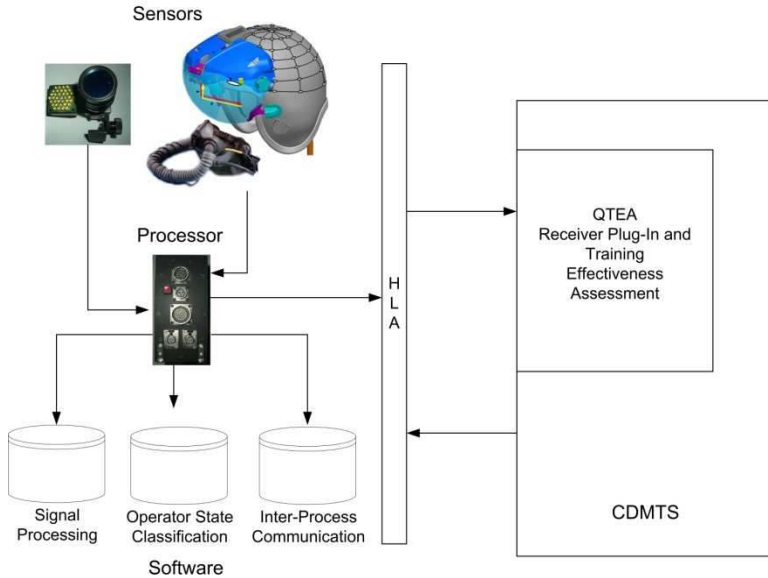 Sensors
Processor
H
L
A
QTEA
Receiver Plug-In and
Training
Effectiveness
Assessment
CDMTS
Signal
Processing
Operator State
Classification
Inter-Process
Communication
Software